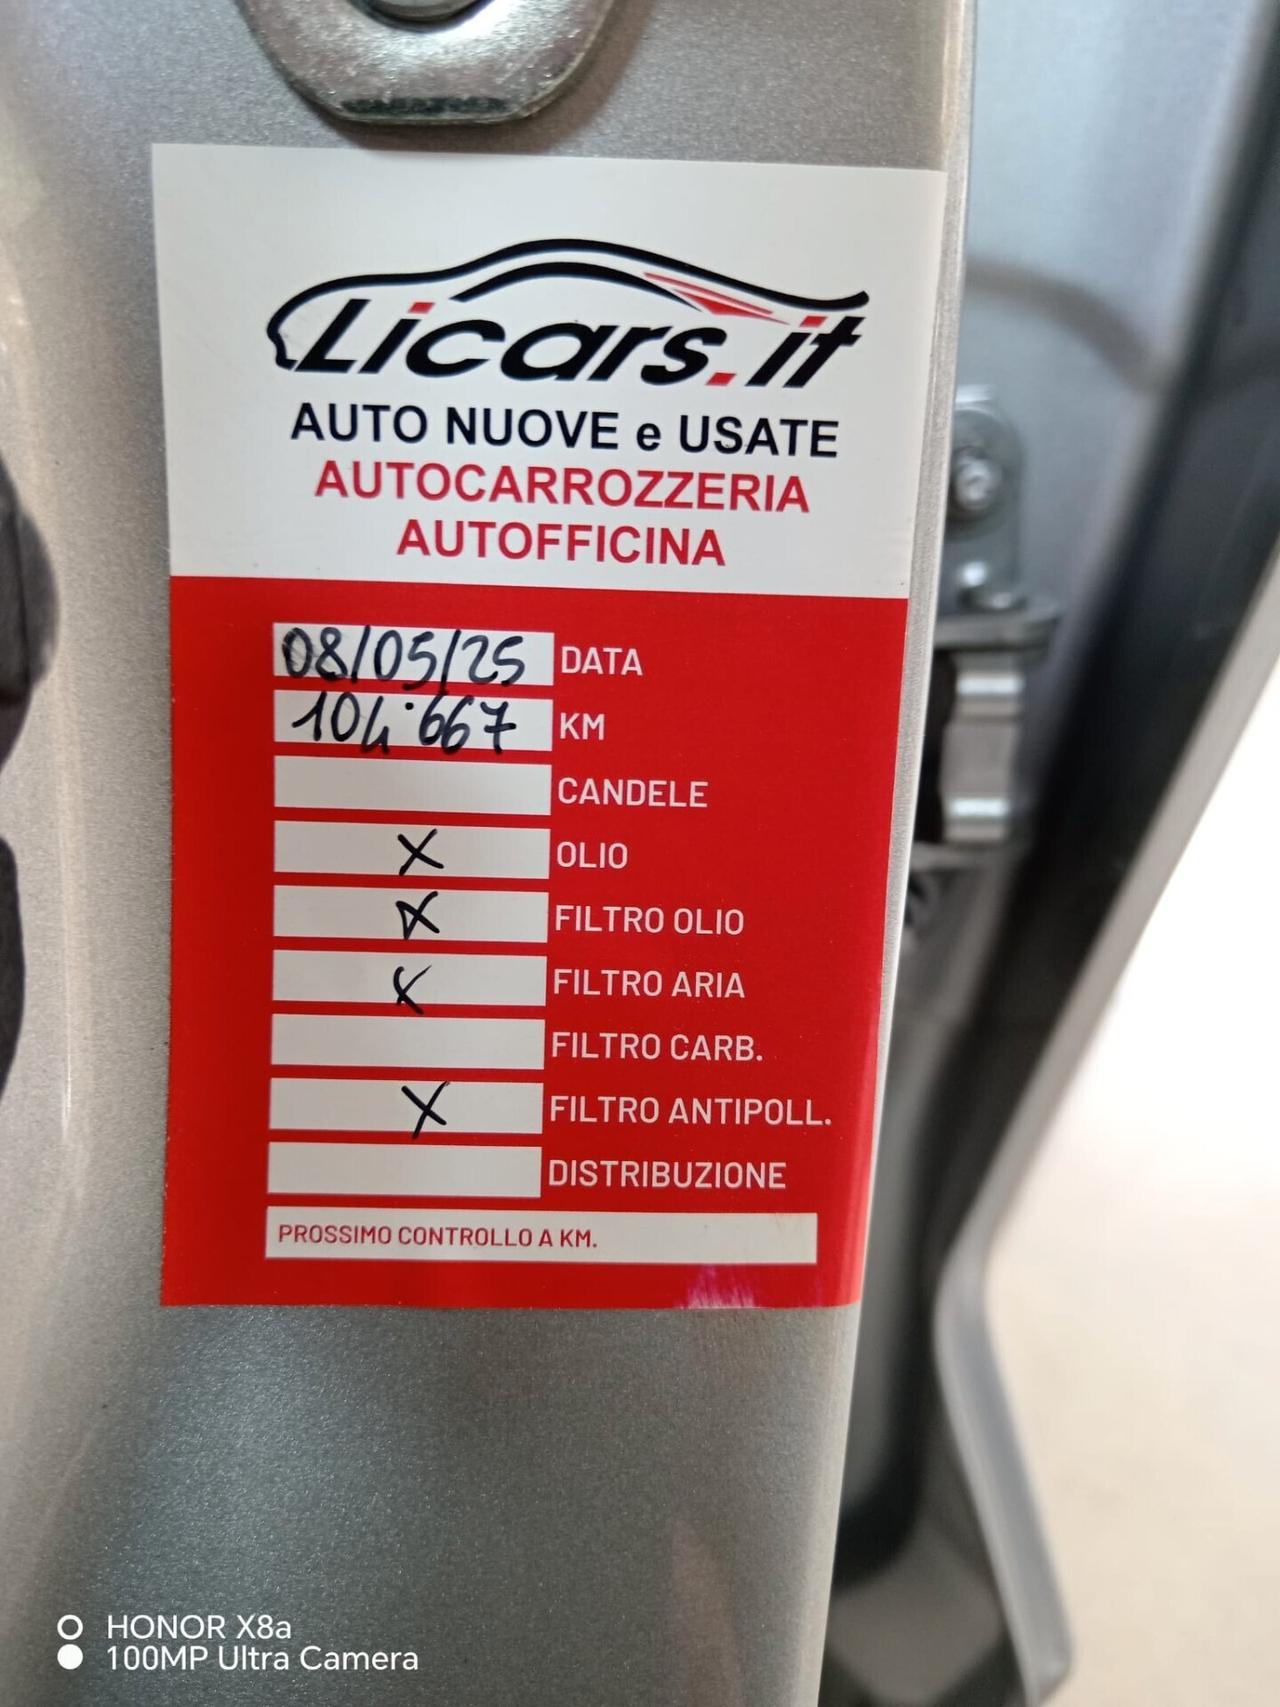 Licars.it
AUTO NUOVE e USATE
AUTOCARROZZERIA
AUTOFFICINA
08/05/25 DATA
104.667 KM
CANDELE
X OLIO
X FILTRO OLIO
X FILTRO ARIA
FILTRO CARB.
X FILTRO ANTIPOLL.
DISTRIBUZIONE
PROSSIMO CONTROLLO A KM.
HONOR X8a
100MP Ultra Camera